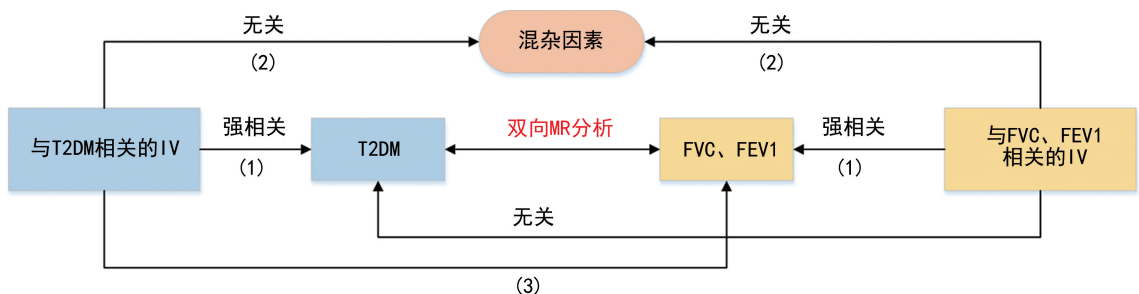 无关
无关
混杂因素
(2)
(2)
强相关
双向MR分析
强相关
与T2DM相关的IV
T2DM
FVC、FEV1
与FVC、FEV1
相关的IV
(1)
(1)
无关
(3)